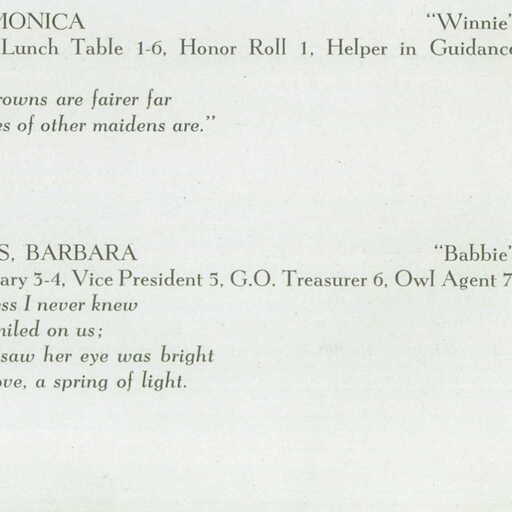 MONICA "Winnie"
Lunch Table 1-6, Honor Roll 1, Helper in Guidance
rowns are fairer far
es of other maidens are."
S, BARBARA "Babbie"
ary 3-4, Vice President 5, G.O. Treasurer 6, Owl Agent 7
ess I never knew
miled on us;
saw her eye was bright
ove, a spring of light.